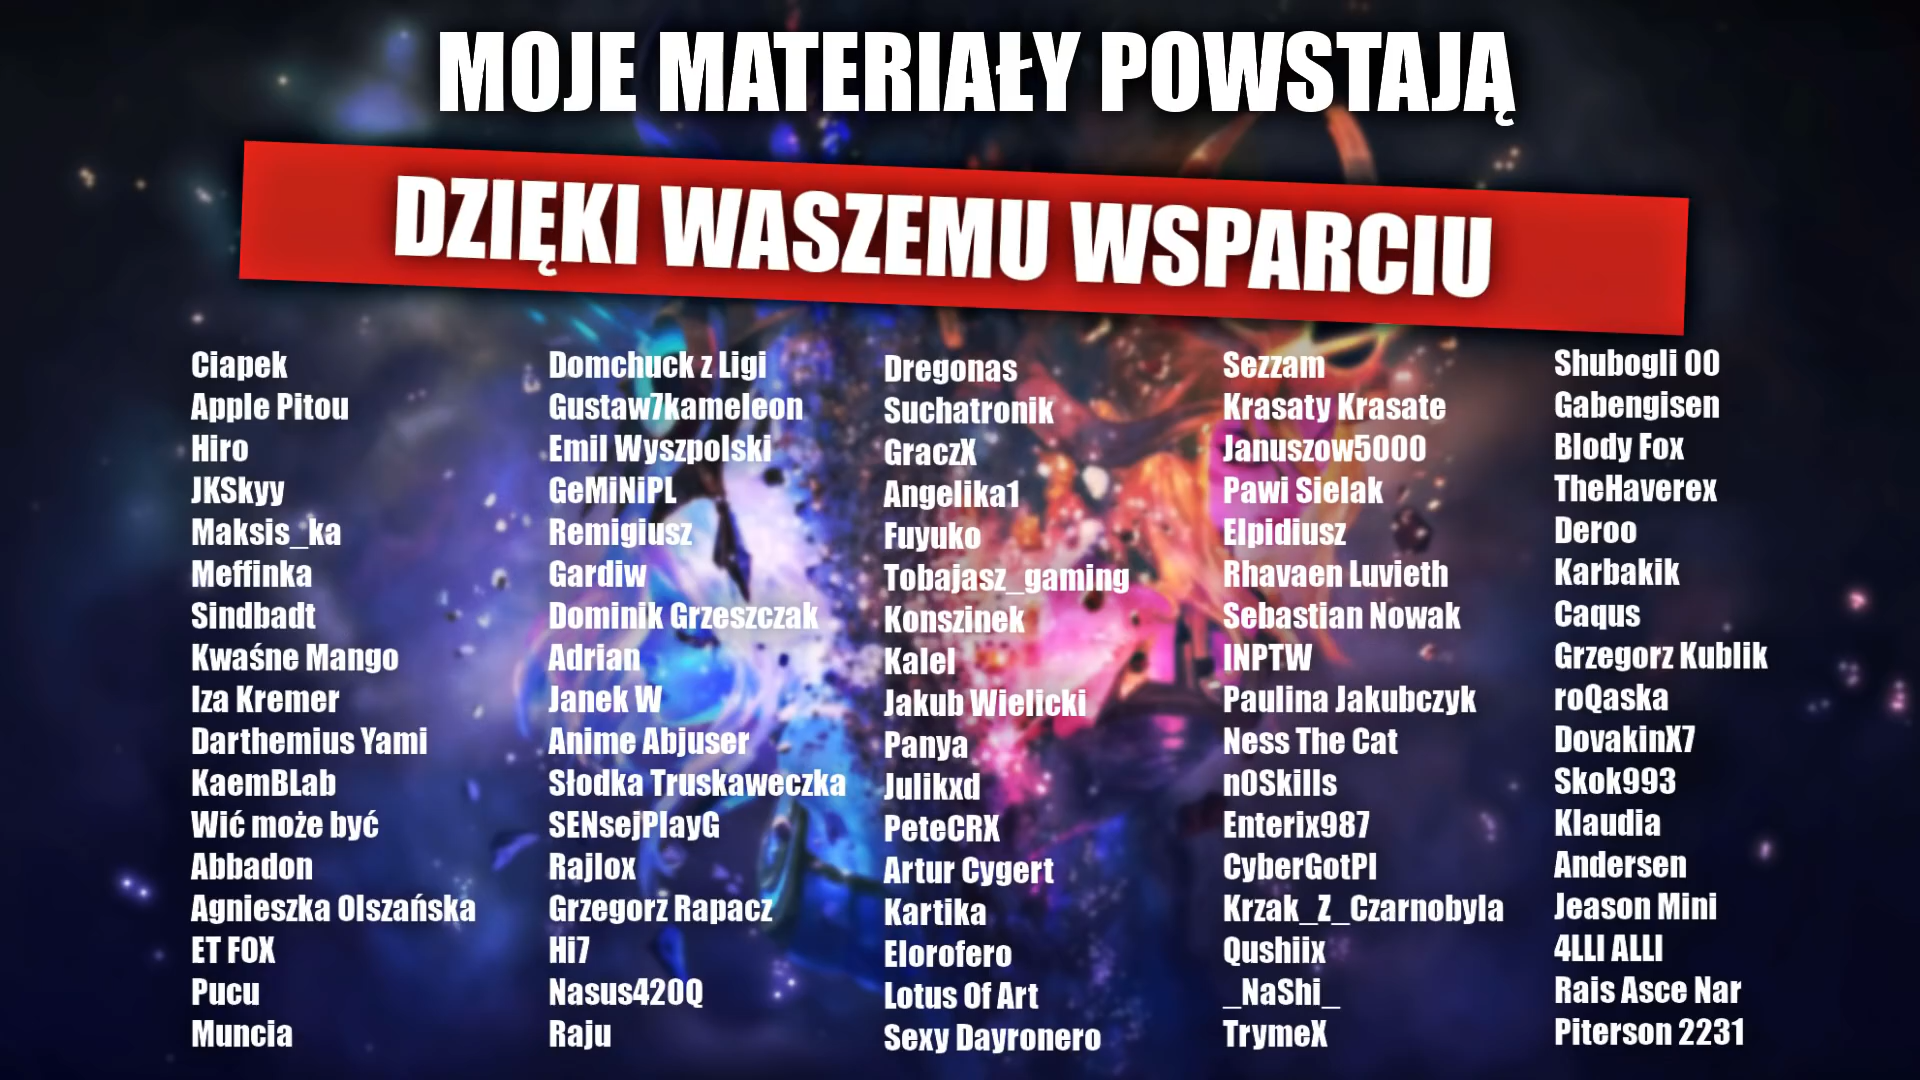 MOJE MATERIAŁY POWSTAJĄ
DZIĘKI WASZEMU WSPARCIU
Ciapek
Apple Pitou
Hiro
JKSkyy
Maksis_ka
Meffinka
Sindbadt
Kwaśne Mango
Iza Kremer
Darthemius Yami
KaemBLab
Wić może być
Abbadon
Agnieszka Olszańska
ET FOX
Pucu
Muncia
Domchuck z Ligi
Gustaw7kameleon
Emil Wyszpolski
GeMiNiPL
Remigiusz
Gardiw
Dominik Grzeszczak
Adrian
Janek W
Anime Abjuser
Słodka Truskaweczka
SENsejPlayG
Rajlox
Grzegorz Rapacz
Hi7
Nasus420Q
Raju
Dregonas
Suchatronik
GraczX
Angelika1
Fuyuko
Tobajasz_gaming
Konszinek
Kalel
Jakub Wielicki
Panya
Julikxd
PeteCRX
Artur Cygert
Kartika
Elorofero
Lotus Of Art
Sexy Dayronero
Sezzam
Krasaty Krasate
Januszow5000
Pawi Sielak
Elpidiusz
Rhavaen Luvieth
Sebastian Nowak
INPTW
Paulina Jakubczyk
Ness The Cat
n0Skills
Enterix987
CyberGotPl
Krzak_Z_Czarnobyla
Qushiix
_NaShi_
TrymeX
Shubogli 00
Gabengisen
Blody Fox
TheHaverex
Deroo
Karbakik
Caqus
Grzegorz Kublik
roQaska
DovakinX7
Skok993
Klaudia
Andersen
Jeason Mini
4LLI ALLI
Rais Asce Nar
Piterson 2231